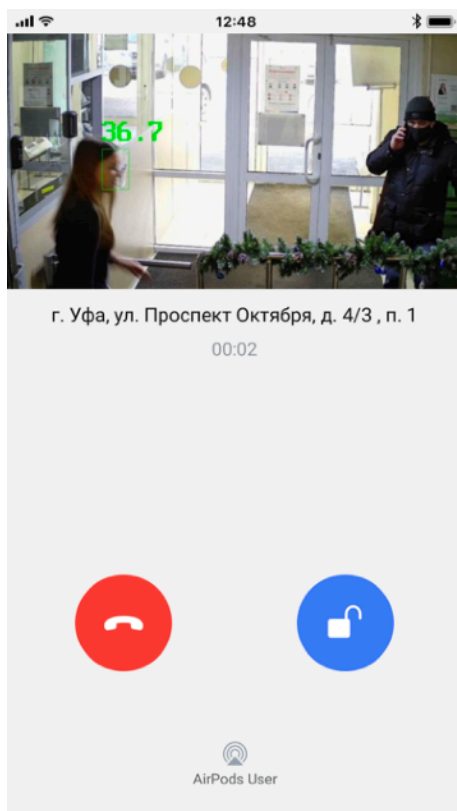 12:48
36.7
г. Уфа, ул. Проспект Октября, д. 4/3 , п. 1
00:02
AirPods User